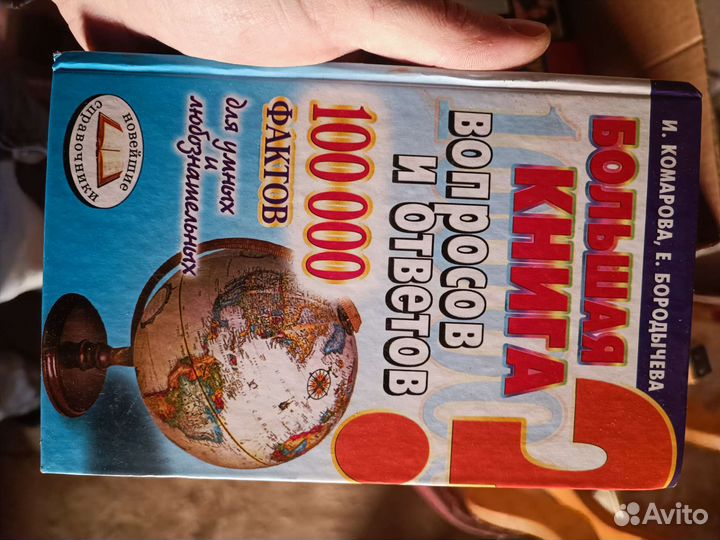 И. КОМАРОВА, Е. БОРОДЫЧЕВА
БОЛЬШАЯ
КНИГА
ВОПРОСОВ
И ОТВЕТОВ
?
100 000
ФАКТОВ
для умных
и
любознательных
новейшие
справочники
Avito